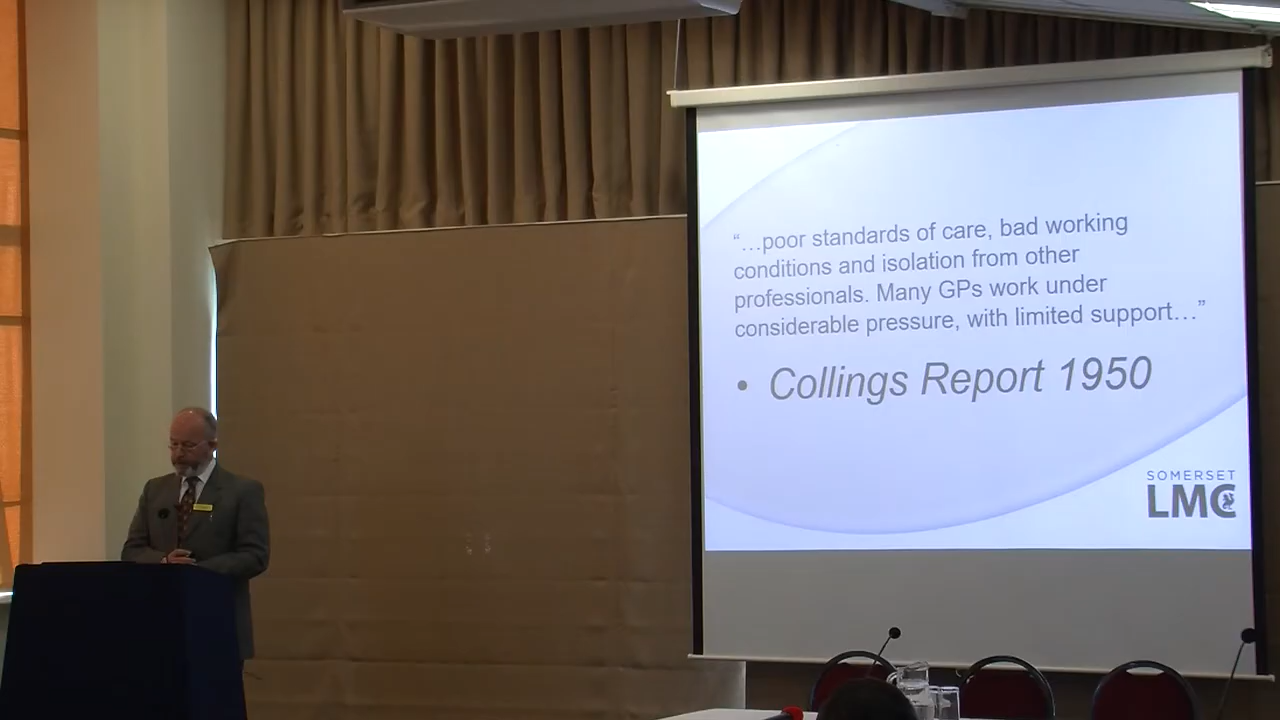 “…poor standards of care, bad working
conditions and isolation from other
professionals. Many GPs work under
considerable pressure, with limited support…”
• Collings Report 1950
SOMERSET
LMC